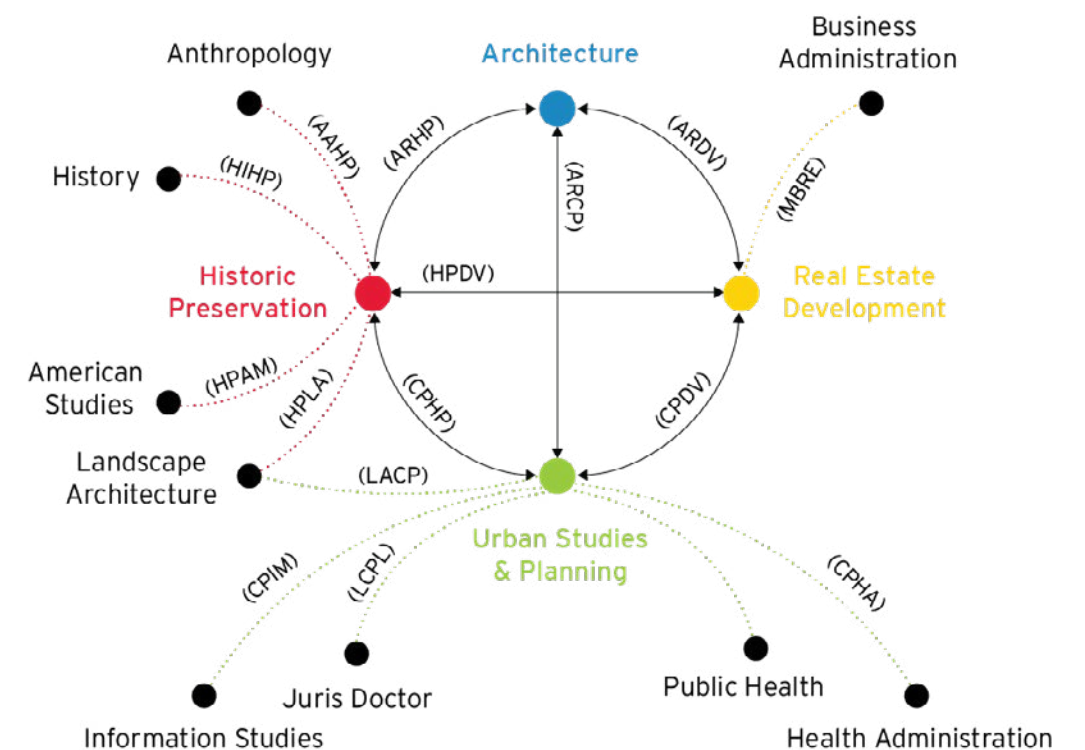 Business
Administration
Anthropology
Architecture
(AAHP)
(ARHP)
(ARDV)
(HIHP)
(MBRE)
History
(ARCP)
Historic
Preservation
(HPDV)
Real Estate
Development
American
Studies
(HPAM)
(HPLA)
(CPHP)
(CPDV)
Landscape
Architecture
(LACP)
Urban Studies
& Planning
(CPIM)
(LCPL)
(CPHA)
Juris Doctor
Public Health
Information Studies
Health Administration